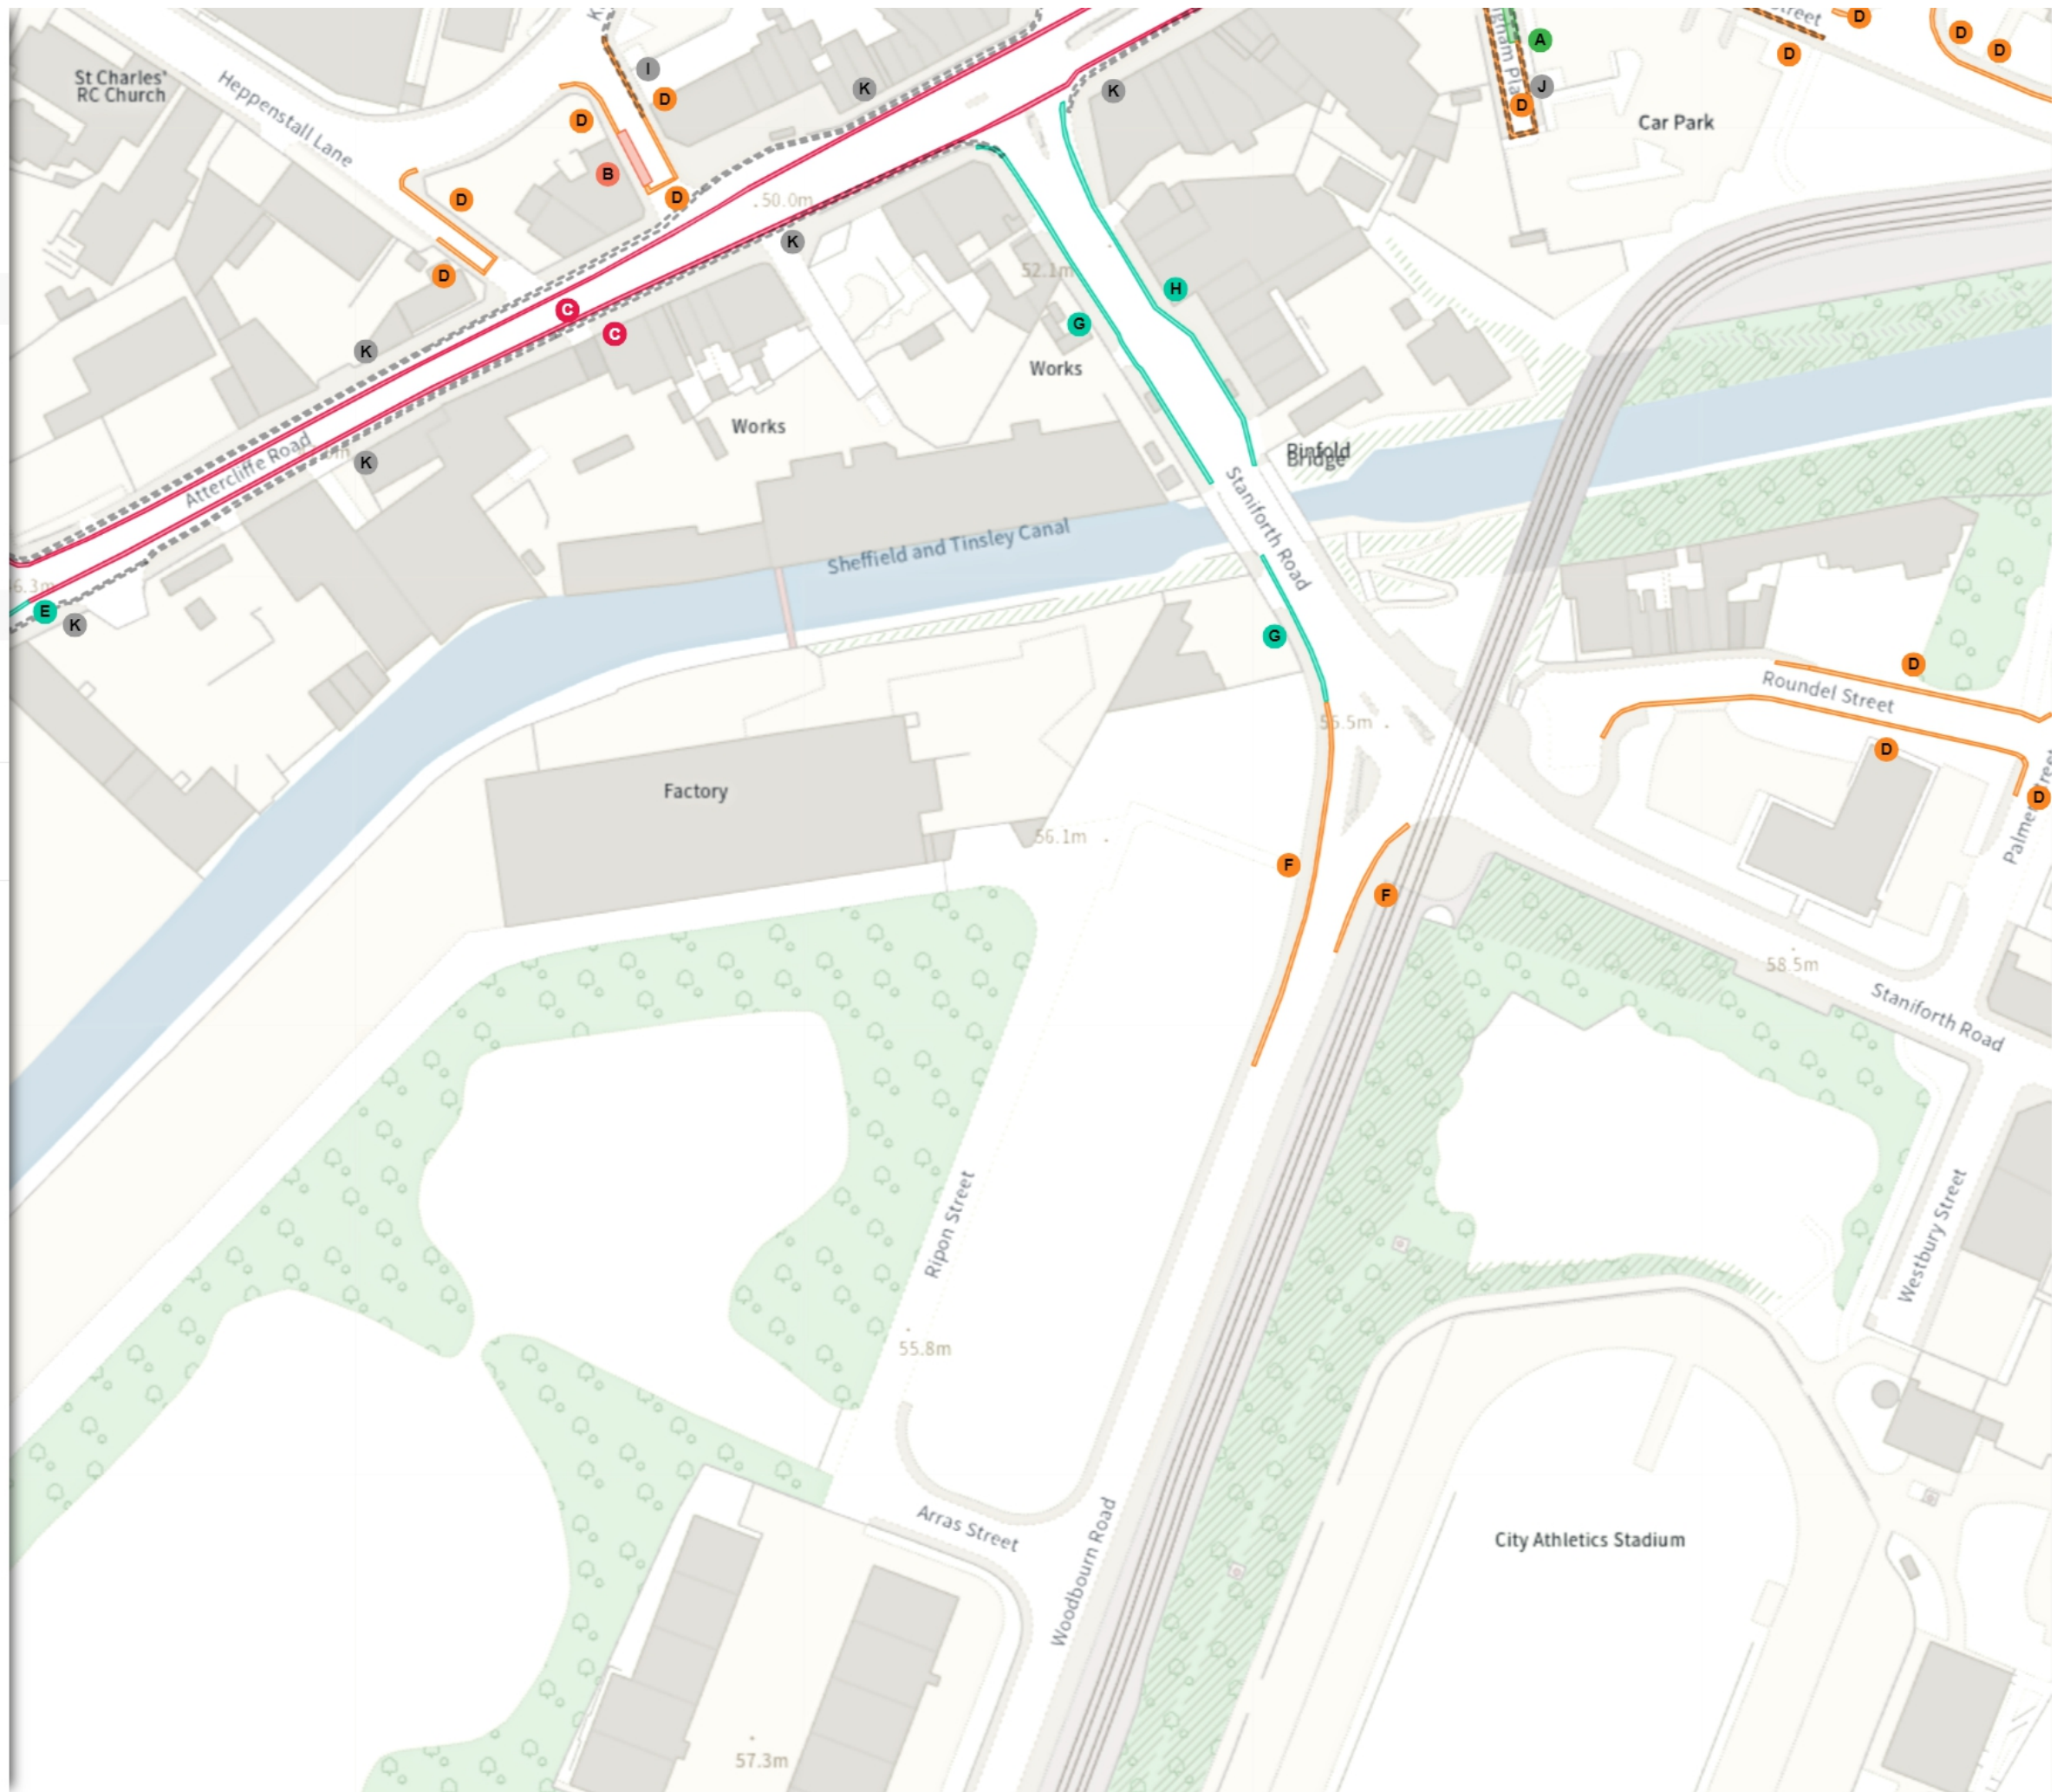 K
Street
D
D
D
A
D
I
D
K
K
J
D
St Charles'
RC Church
Heppenstall Lane
D
Car Park
B
D
D
50.0m
K
D
52.1m
H
C
C
G
K
Works
Works
Attercliffe Road
K
Pinfold
Bridge
Staniforth Road
Sheffield and Tinsley Canal
E
K
G
D
Roundel Street
55.5m
D
Factory
D
56.1m
F
F
58.5m
Staniforth Road
Westbury Street
Ripon Street
55.8m
Arras Street
Woodbourn Road
City Athletics Stadium
57.3m